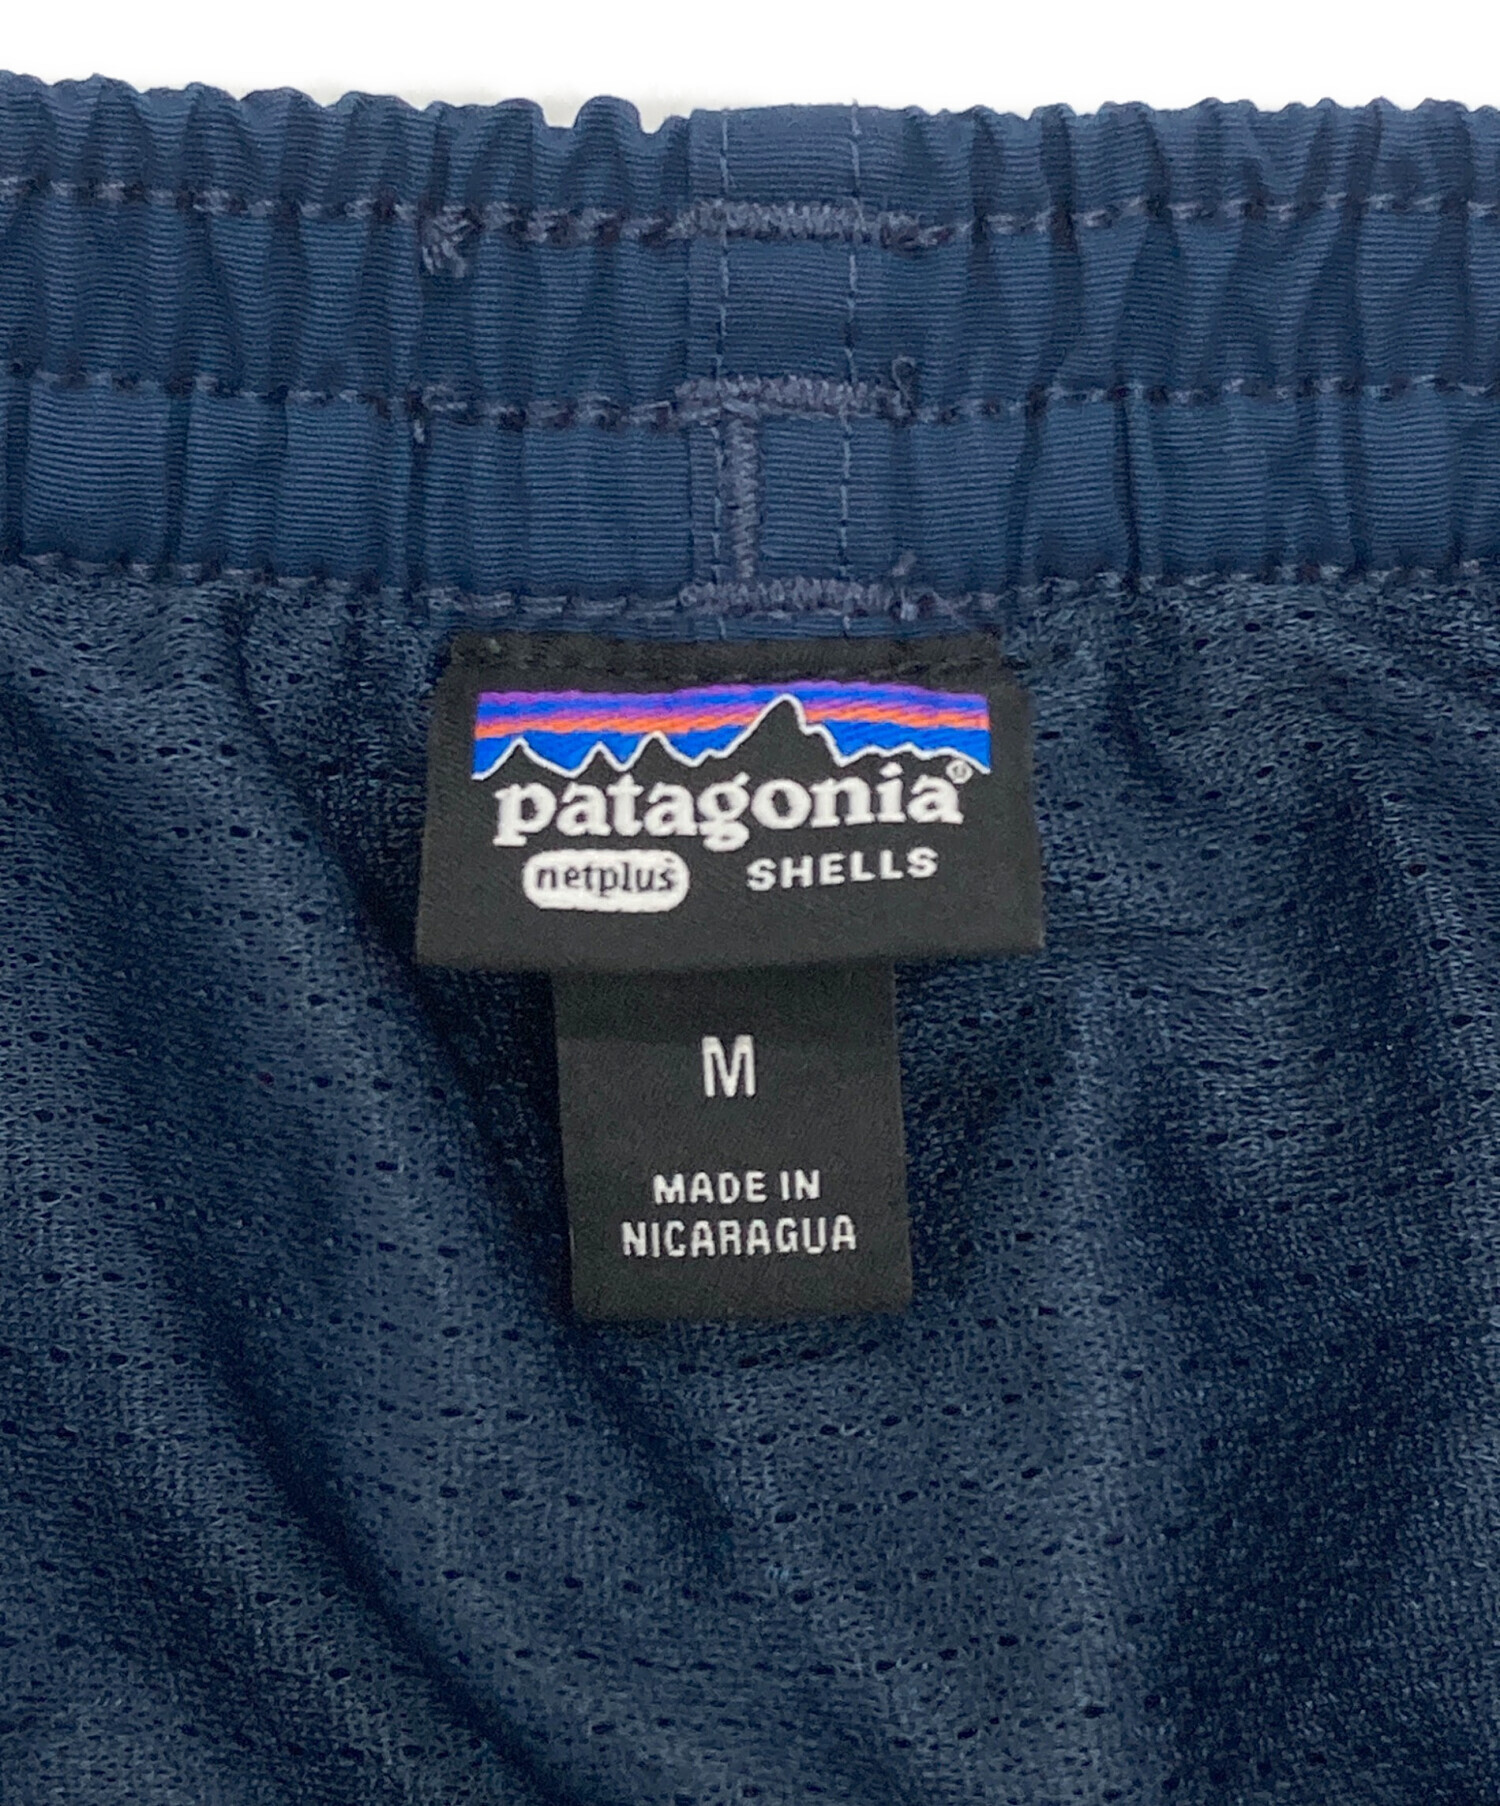 patagonia®
netplus SHELLS
M
MADE IN
NICARAGUA